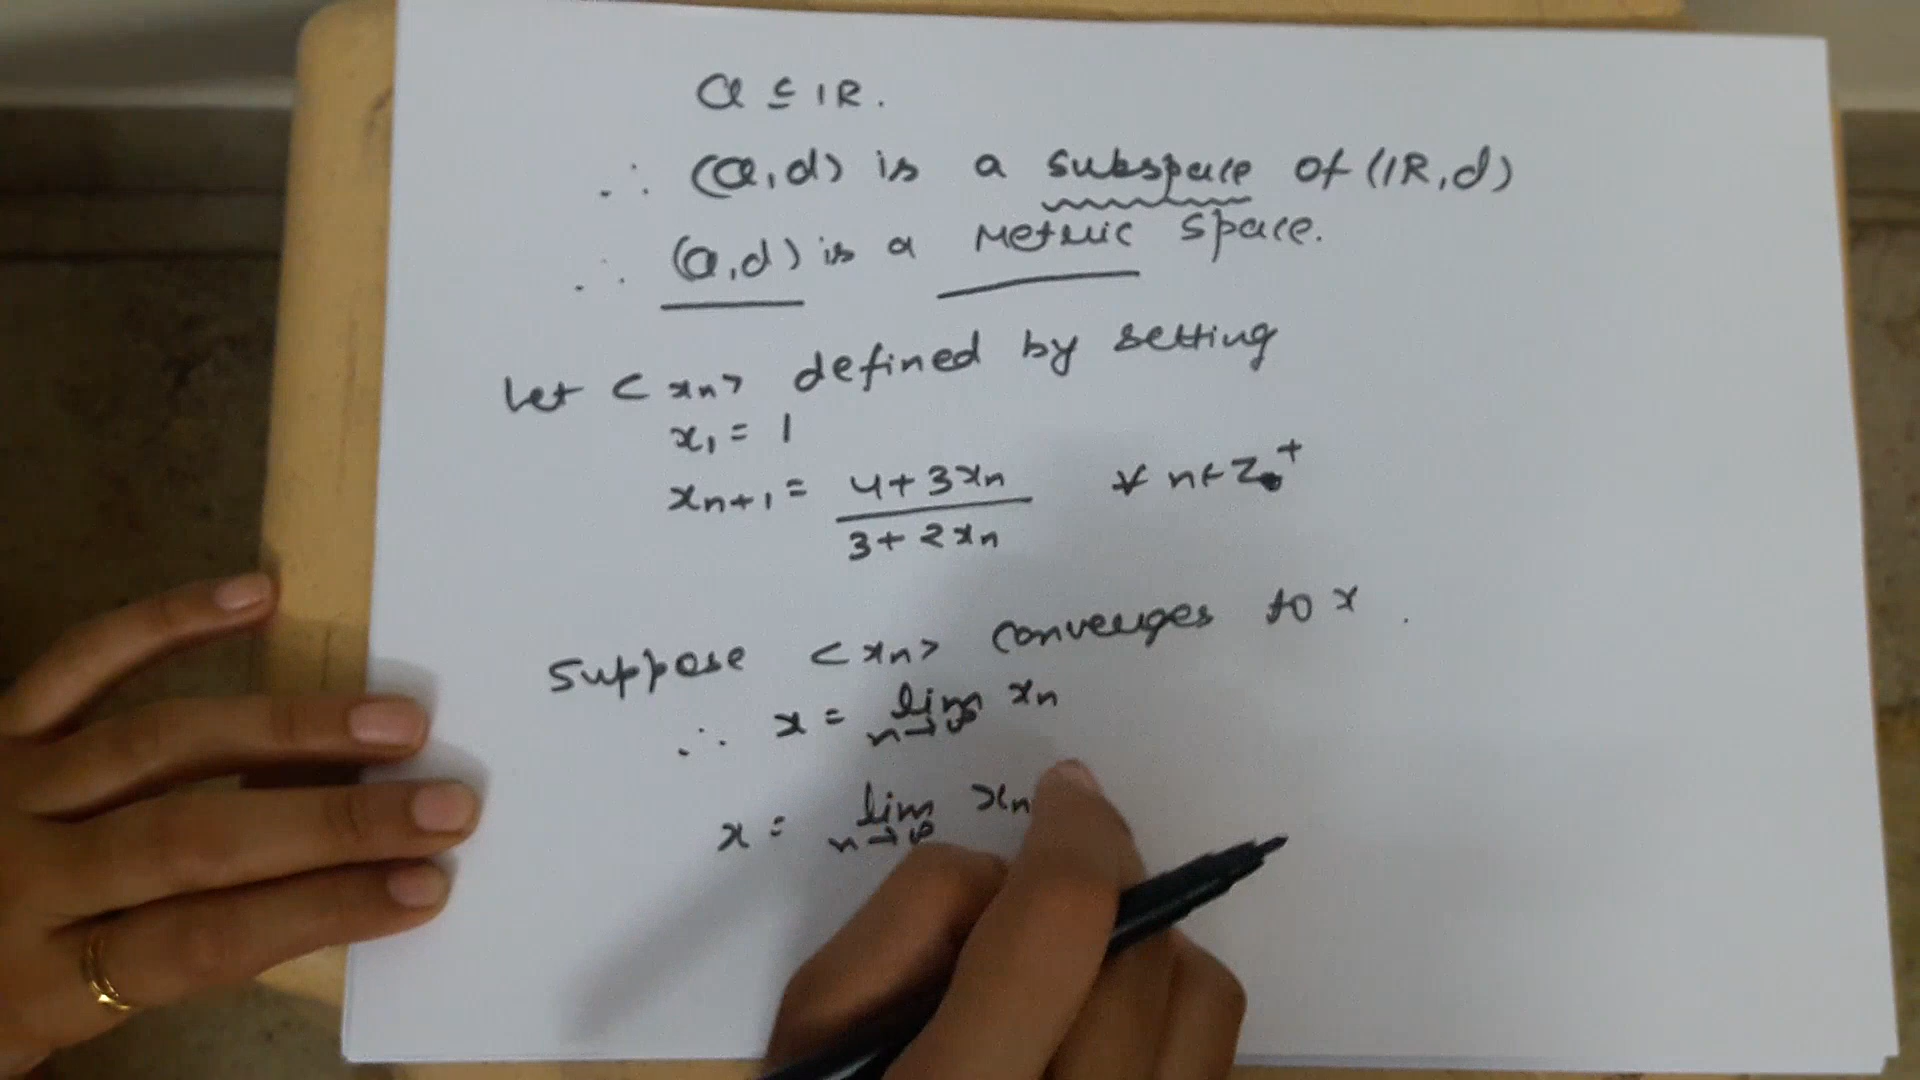 Q ⊆ IR.
∴ (Q,d) is a subspace of (IR,d)
∴ (Q,d) is a Metric space.
Let <xn> defined by setting
x1 = 1
xn+1 = 4+3xn / 3+2xn ∀ n∈Z+
Suppose <xn> converges to x.
∴ x = lim n→∞ xn
x = lim n→∞ xn